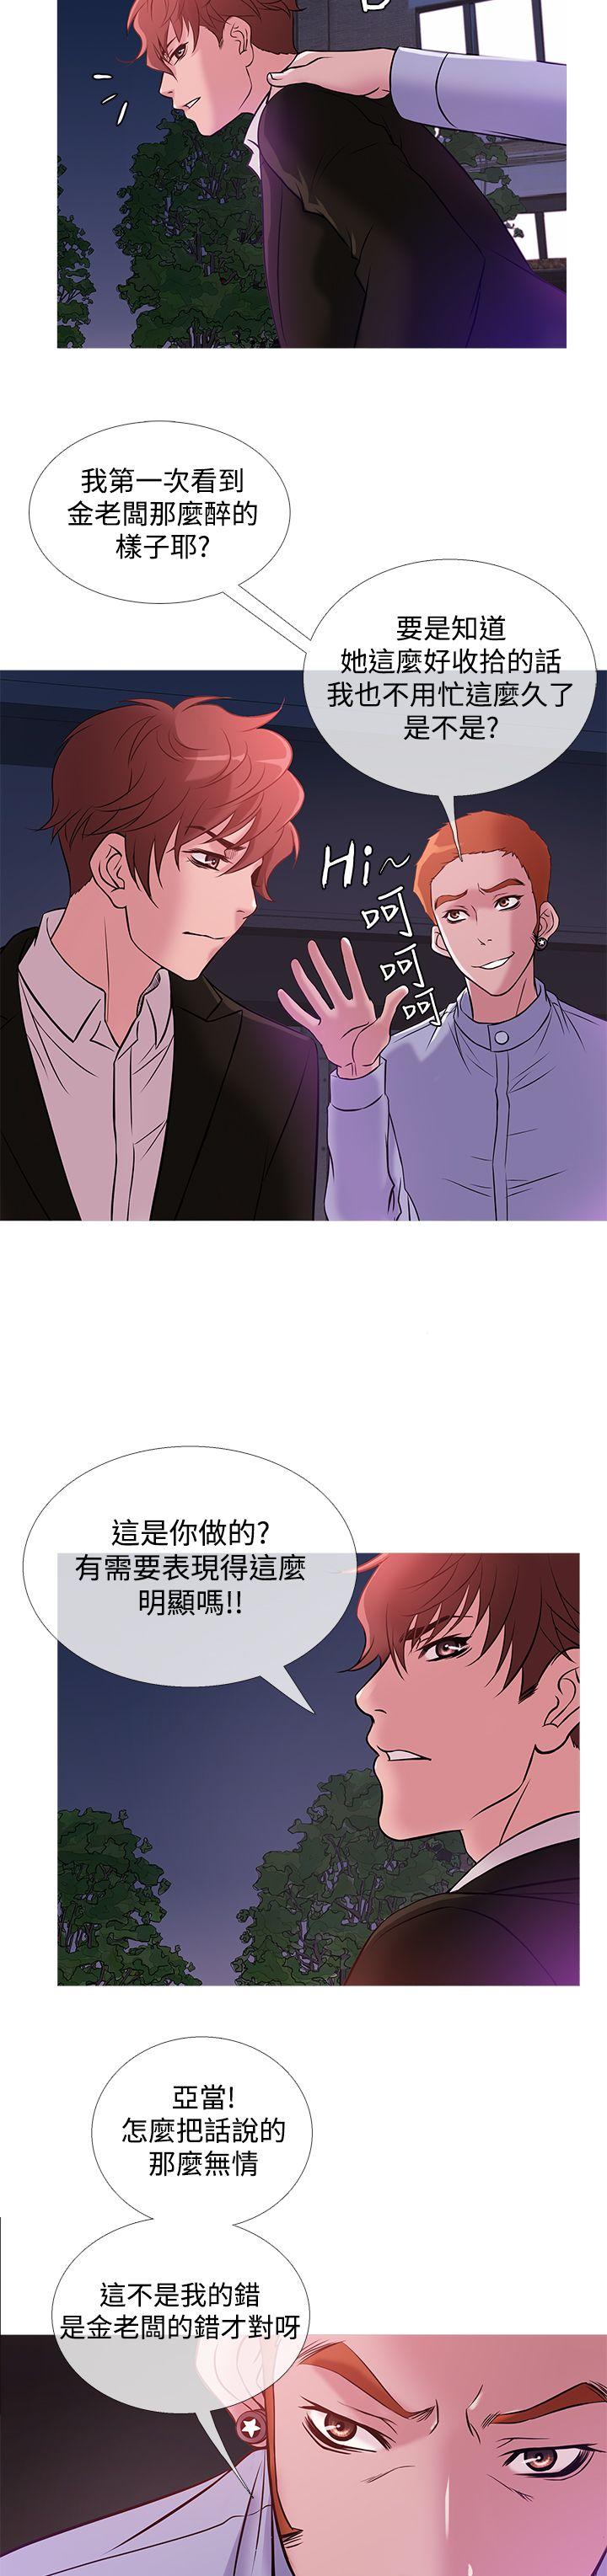 我第一次看到
金老闆那麼醉的
樣子耶?
要是知道
她這麼好收拾的話
我也不用忙這麼久了
是不是?
Hi~
呵
呵
呵
這是你做的?
有需要表現得這麼
明顯嗎!!
亞當!
怎麼把話說的
那麼無情
這不是我的錯
是金老闆的錯才對呀